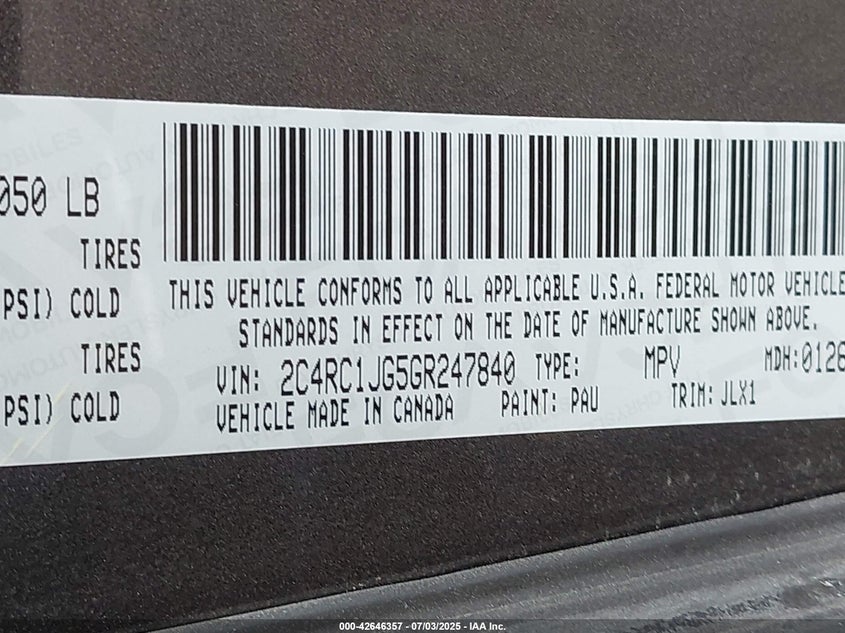 050 LB
TIRES
PSI) COLD
TIRES
PSI) COLD
THIS VEHICLE CONFORMS TO ALL APPLICABLE U.S.A. FEDERAL MOTOR VEHICLE
STANDARDS IN EFFECT ON THE DATE OF MANUFACTURE SHOWN ABOVE.
VIN: 2C4RC1JG5GR247840 TYPE: MPV MDH:0126
VEHICLE MADE IN CANADA PAINT: PAU TRIM: JLX1
000-42646357 - 07/03/2025 - IAA Inc.